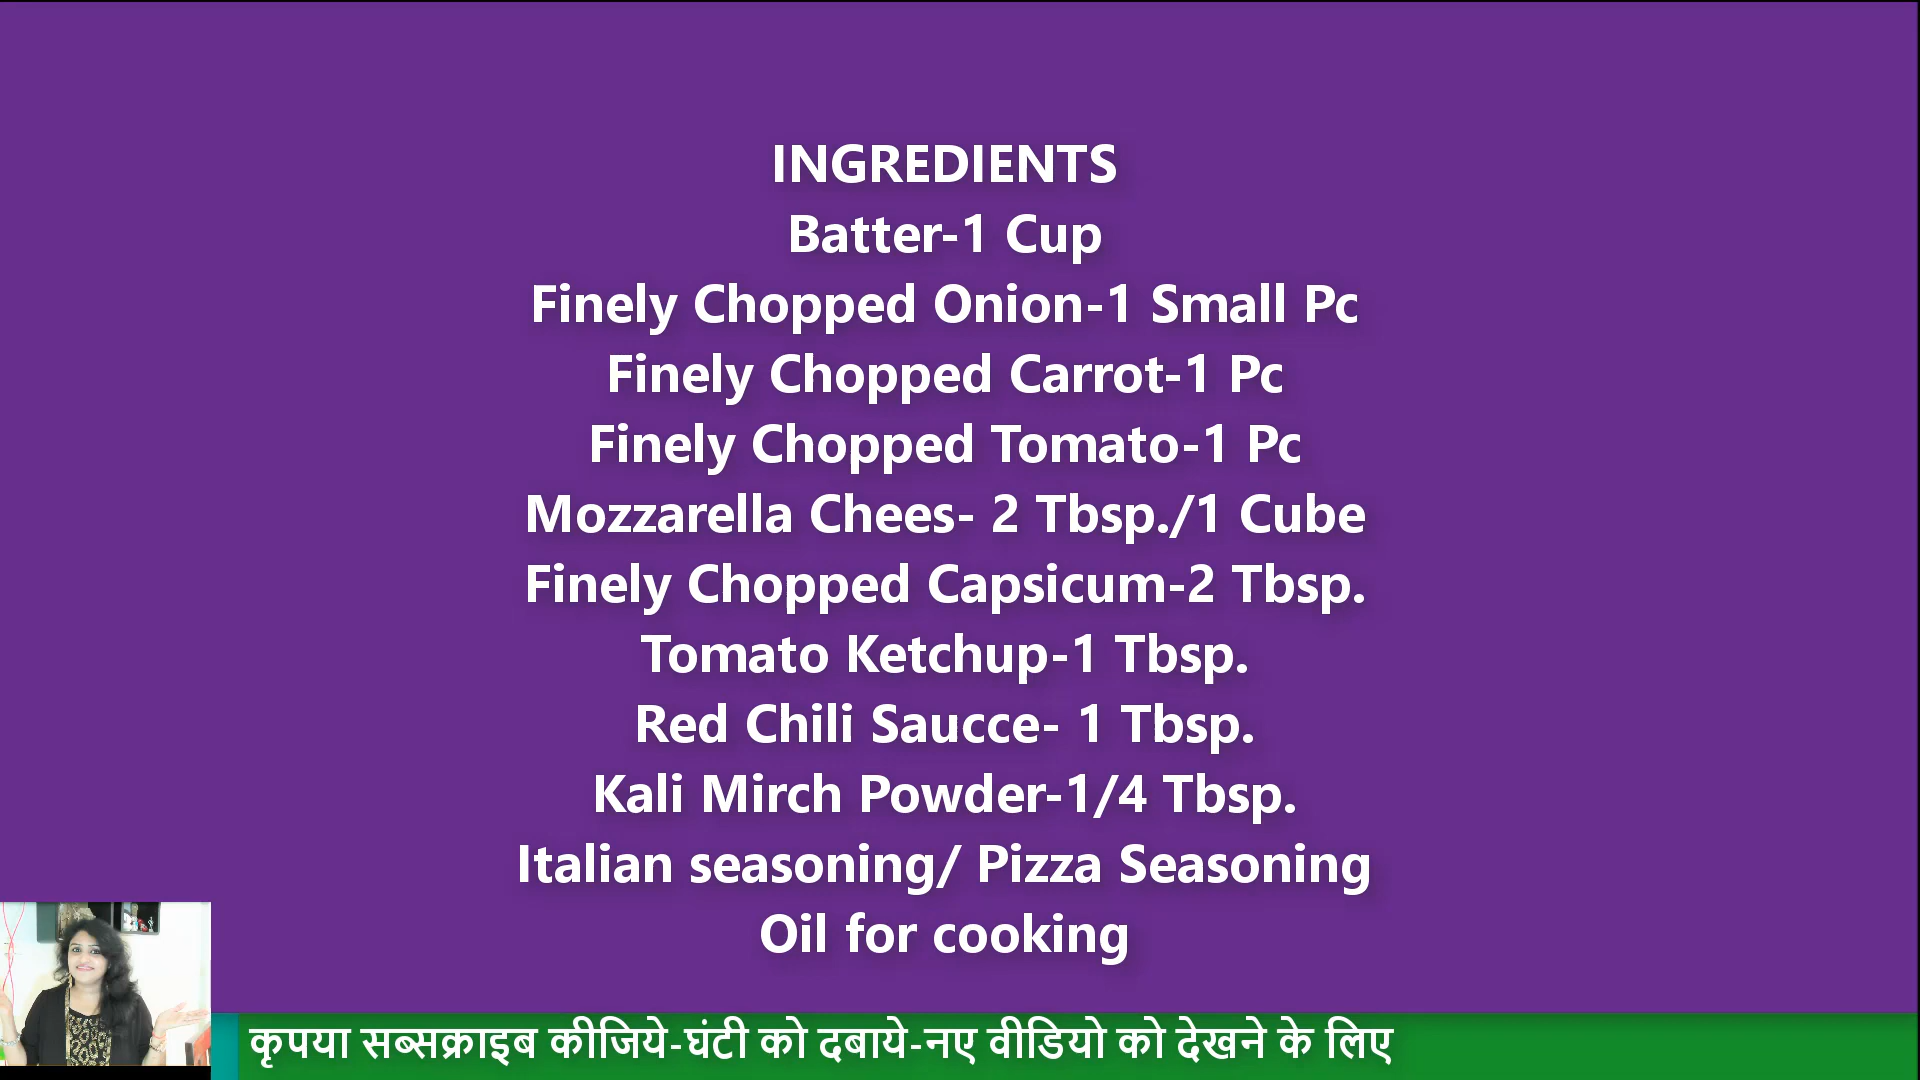 INGREDIENTS
Batter-1 Cup
Finely Chopped Onion-1 Small Pc
Finely Chopped Carrot-1 Pc
Finely Chopped Tomato-1 Pc
Mozzarella Chees- 2 Tbsp./1 Cube
Finely Chopped Capsicum-2 Tbsp.
Tomato Ketchup-1 Tbsp.
Red Chili Saucce- 1 Tbsp.
Kali Mirch Powder-1/4 Tbsp.
Italian seasoning/ Pizza Seasoning
Oil for cooking
कृपया सब्सक्राइब कीजिये-घंटी को दबाये-नए वीडियो को देखने के लिए